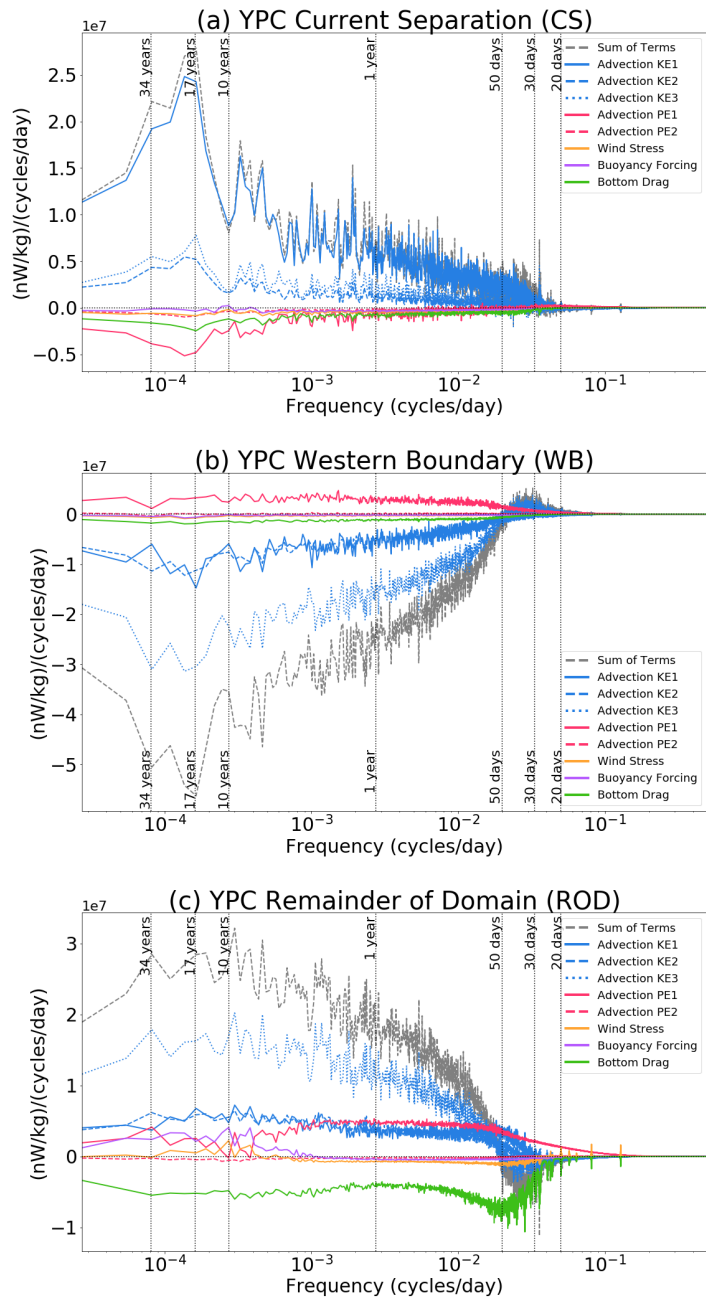 (a) YPC Current Separation (CS)
1e7
(nW/kg)/(cycles/day)
2.5
2.0
1.5
1.0
0.5
0.0
−0.5
34 years
17 years
10 years
1 year
50 days
30 days
20 days
Sum of Terms
Advection KE1
Advection KE2
Advection KE3
Advection PE1
Advection PE2
Wind Stress
Buoyancy Forcing
Bottom Drag
10⁻⁴
10⁻³
10⁻²
10⁻¹
Frequency (cycles/day)
(b) YPC Western Boundary (WB)
1e7
(nW/kg)/(cycles/day)
0
−1
−2
−3
−4
−5
34 years
17 years
10 years
1 year
50 days
30 days
20 days
Sum of Terms
Advection KE1
Advection KE2
Advection KE3
Advection PE1
Advection PE2
Wind Stress
Buoyancy Forcing
Bottom Drag
10⁻⁴
10⁻³
10⁻²
10⁻¹
Frequency (cycles/day)
(c) YPC Remainder of Domain (ROD)
1e7
(nW/kg)/(cycles/day)
3
2
1
0
−1
34 years
17 years
10 years
1 year
50 days
30 days
20 days
Sum of Terms
Advection KE1
Advection KE2
Advection KE3
Advection PE1
Advection PE2
Wind Stress
Buoyancy Forcing
Bottom Drag
10⁻⁴
10⁻³
10⁻²
10⁻¹
Frequency (cycles/day)